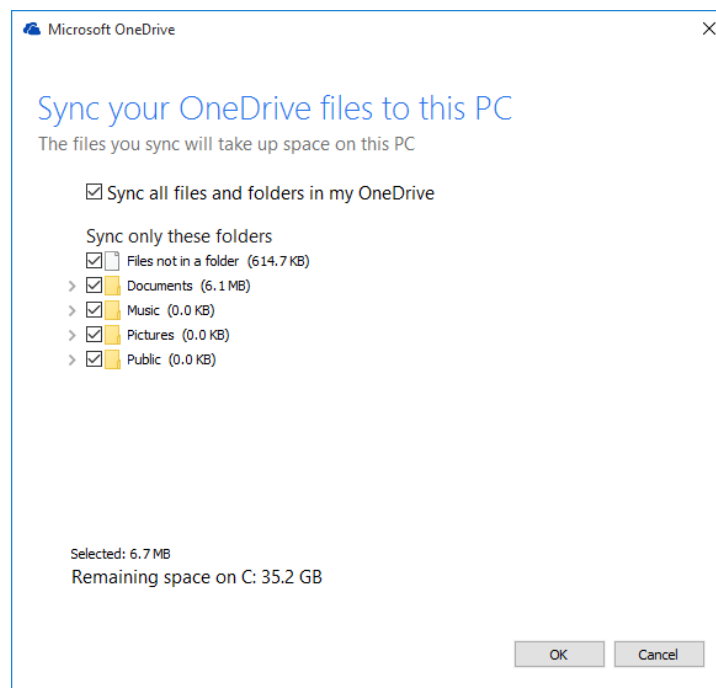 Microsoft OneDrive
Sync your OneDrive files to this PC
The files you sync will take up space on this PC
Sync all files and folders in my OneDrive
Sync only these folders
Files not in a folder (614.7 KB)
Documents (6.1 MB)
Music (0.0 KB)
Pictures (0.0 KB)
Public (0.0 KB)
Selected: 6.7 MB
Remaining space on C: 35.2 GB
OK Cancel